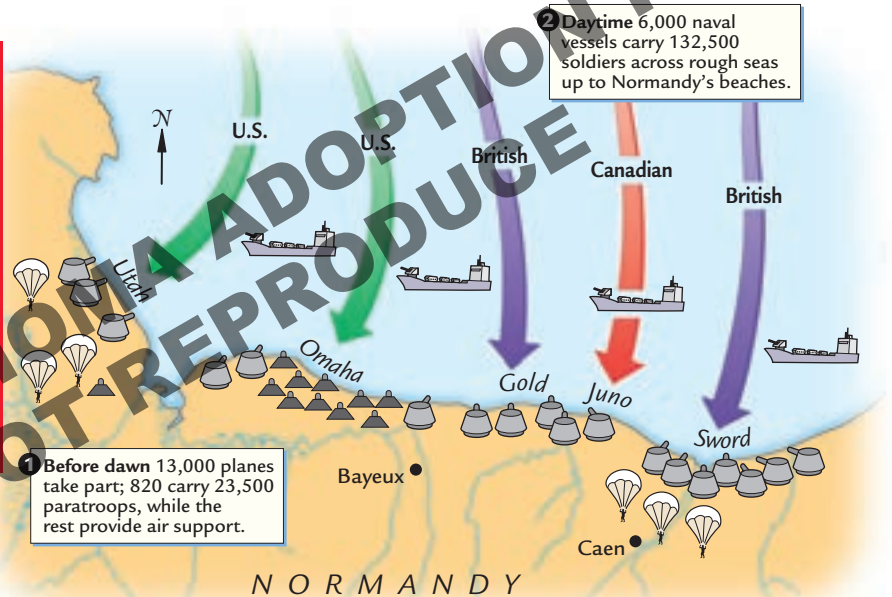 2 Daytime 6,000 naval
vessels carry 132,500
soldiers across rough seas
up to Normandy's beaches.
N
U.S.
U.S.
British
Canadian
British
Utah
Omaha
Gold
Juno
Sword
1 Before dawn 13,000 planes
take part; 820 carry 23,500
paratroops, while the
rest provide air support.
Bayeux
Caen
NORMANDY
ADOPTION
NOT REPRODUCE